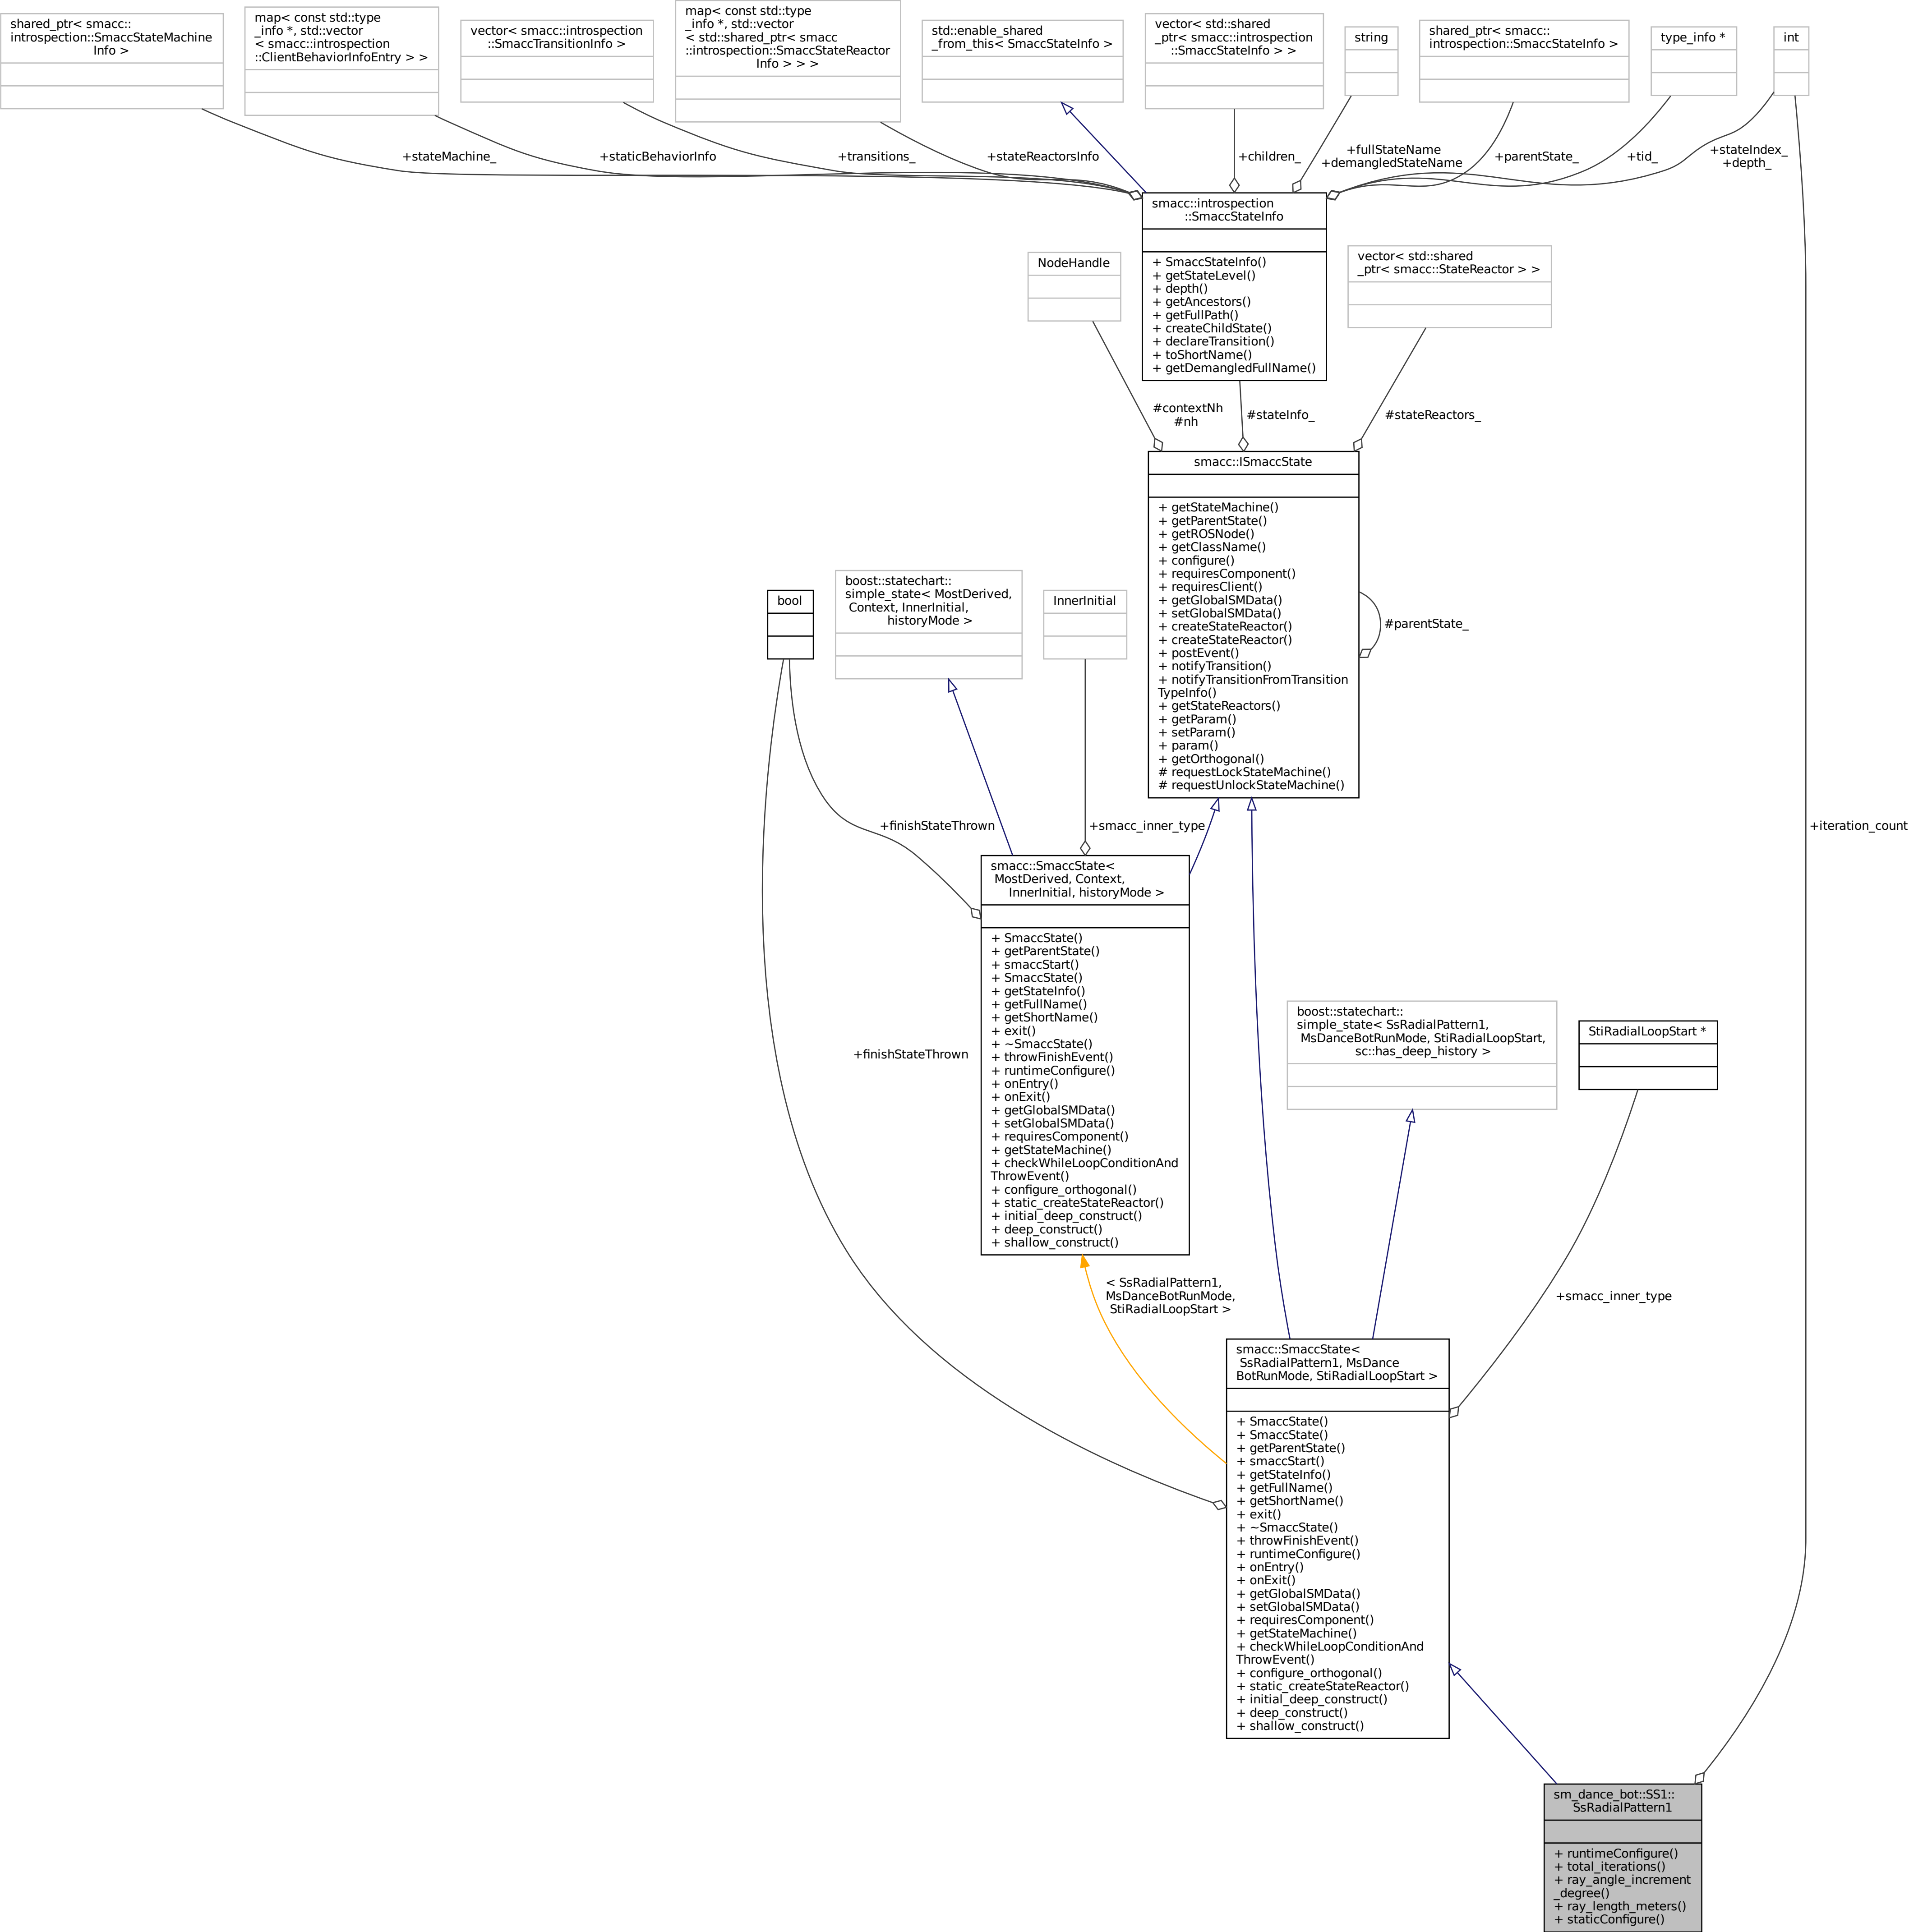 shared_ptr< smacc::
introspection::SmaccStateMachine
Info >
map< const std::type
_info *, std::vector
< smacc::introspection
::ClientBehaviorInfoEntry > >
vector< smacc::introspection
::SmaccTransitionInfo >
map< const std::type
_info *, std::vector
< std::shared_ptr< smacc
::introspection::SmaccStateReactor
Info > > >
std::enable_shared
_from_this< SmaccStateInfo >
vector< std::shared
_ptr< smacc::introspection
::SmaccStateInfo > >
string
shared_ptr< smacc::
introspection::SmaccStateInfo >
type_info *
int
+stateMachine_
+staticBehaviorInfo
+transitions_
+stateReactorsInfo
+children_
+fullStateName
+demangledStateName
+parentState_
+tid_
+stateIndex_
+depth_
smacc::introspection
::SmaccStateInfo
+ SmaccStateInfo()
+ getStateLevel()
+ depth()
+ getAncestors()
+ getFullPath()
+ createChildState()
+ declareTransition()
+ toShortName()
+ getDemangledFullName()
NodeHandle
vector< std::shared
_ptr< smacc::StateReactor > >
#contextNh
#nh
#stateInfo_
#stateReactors_
smacc::ISmaccState
+ getStateMachine()
+ getParentState()
+ getROSNode()
+ getClassName()
+ configure()
+ requiresComponent()
+ requiresClient()
+ getGlobalSMData()
+ setGlobalSMData()
+ createStateReactor()
+ createStateReactor()
+ postEvent()
+ notifyTransition()
+ notifyTransitionFromTransition
TypeInfo()
+ getStateReactors()
+ getParam()
+ setParam()
+ param()
+ getOrthogonal()
# requestLockStateMachine()
# requestUnlockStateMachine()
#parentState_
bool
boost::statechart::
simple_state< MostDerived,
Context, InnerInitial,
historyMode >
InnerInitial
+finishStateThrown
+smacc_inner_type
+iteration_count
smacc::SmaccState<
MostDerived, Context,
InnerInitial, historyMode >
+ SmaccState()
+ getParentState()
+ smaccStart()
+ SmaccState()
+ getStateInfo()
+ getFullName()
+ getShortName()
+ exit()
+ ~SmaccState()
+ throwFinishEvent()
+ runtimeConfigure()
+ onEntry()
+ onExit()
+ getGlobalSMData()
+ setGlobalSMData()
+ requiresComponent()
+ getStateMachine()
+ checkWhileLoopConditionAnd
ThrowEvent()
+ configure_orthogonal()
+ static_createStateReactor()
+ initial_deep_construct()
+ deep_construct()
+ shallow_construct()
+finishStateThrown
boost::statechart::
simple_state< SsRadialPattern1,
MsDanceBotRunMode, StiRadialLoopStart,
sc::has_deep_history >
StiRadialLoopStart *
< SsRadialPattern1,
MsDanceBotRunMode,
StiRadialLoopStart >
+smacc_inner_type
smacc::SmaccState<
SsRadialPattern1, MsDance
BotRunMode, StiRadialLoopStart >
+ SmaccState()
+ SmaccState()
+ getParentState()
+ smaccStart()
+ getStateInfo()
+ getFullName()
+ getShortName()
+ exit()
+ ~SmaccState()
+ throwFinishEvent()
+ runtimeConfigure()
+ onEntry()
+ onExit()
+ getGlobalSMData()
+ setGlobalSMData()
+ requiresComponent()
+ getStateMachine()
+ checkWhileLoopConditionAnd
ThrowEvent()
+ configure_orthogonal()
+ static_createStateReactor()
+ initial_deep_construct()
+ deep_construct()
+ shallow_construct()
sm_dance_bot::SS1::
SsRadialPattern1
+ runtimeConfigure()
+ total_iterations()
+ ray_angle_increment
_degree()
+ ray_length_meters()
+ staticConfigure()